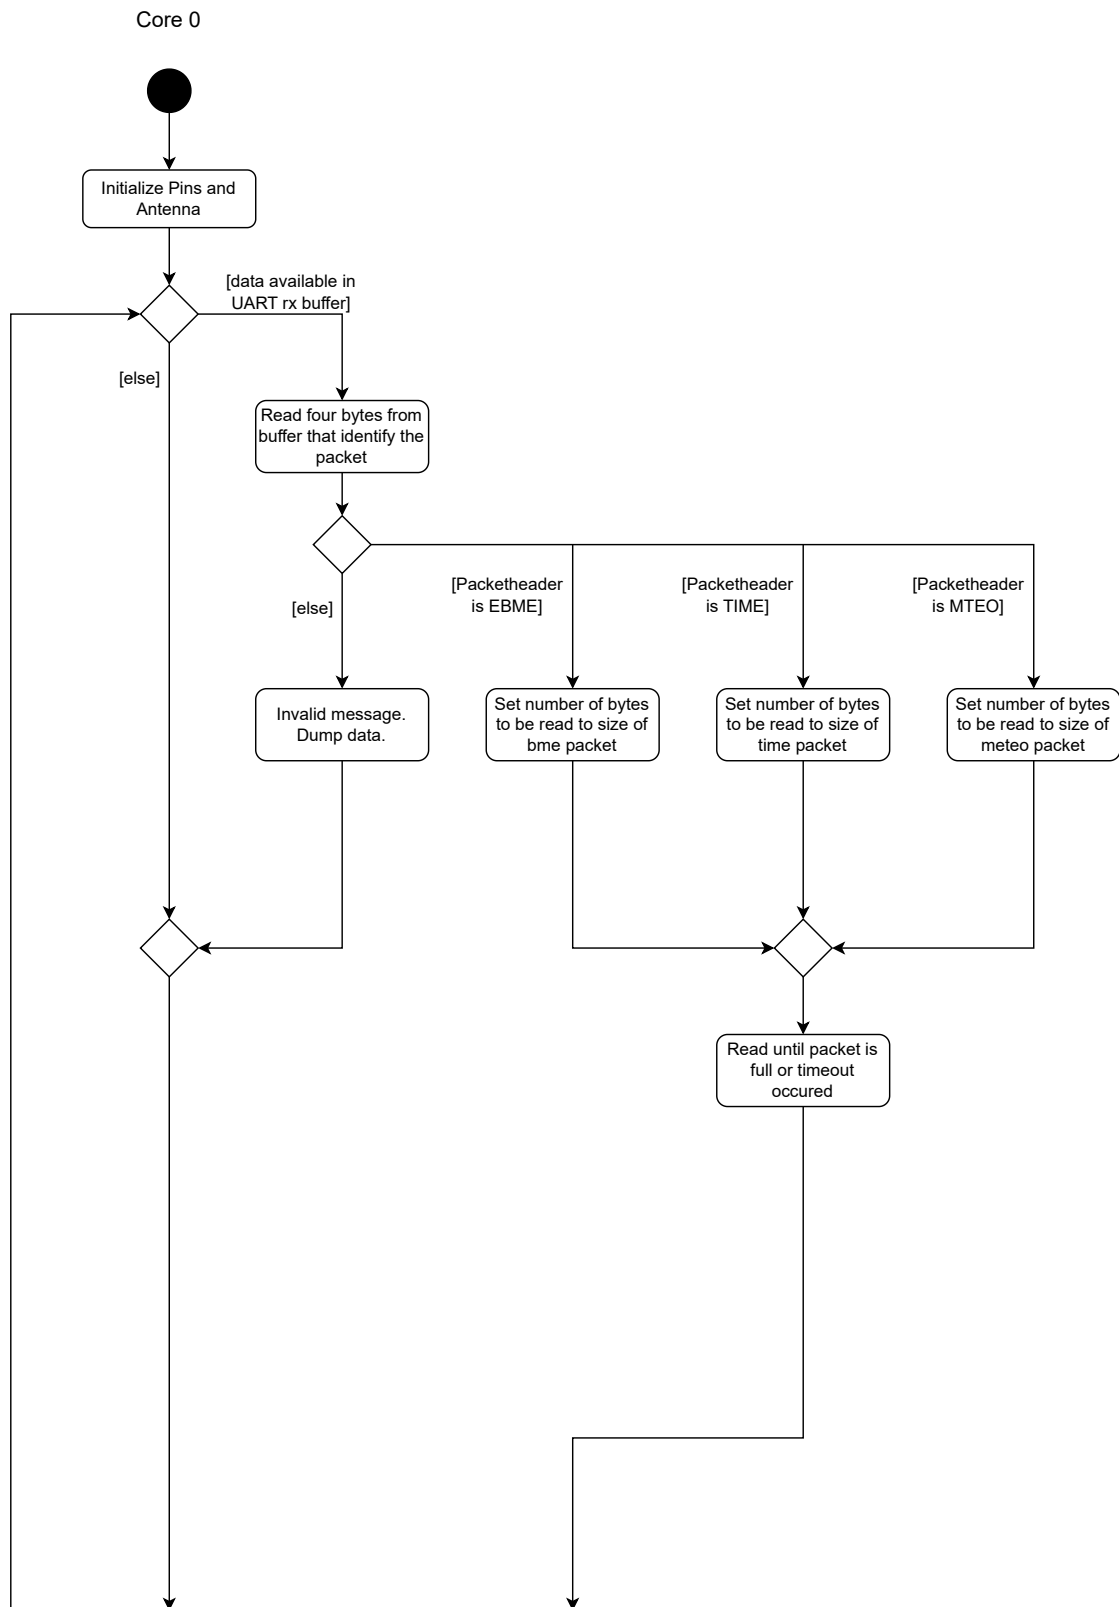 Core 0
Initialize Pins and
Antenna
[data available in
UART rx buffer]
[else]
Read four bytes from
buffer that identify the
packet
[else]
[Packetheader
is EBME]
[Packetheader
is TIME]
[Packetheader
is MTEO]
Invalid message.
Dump data.
Set number of bytes
to be read to size of
bme packet
Set number of bytes
to be read to size of
time packet
Set number of bytes
to be read to size of
meteo packet
Read until packet is
full or timeout
occured